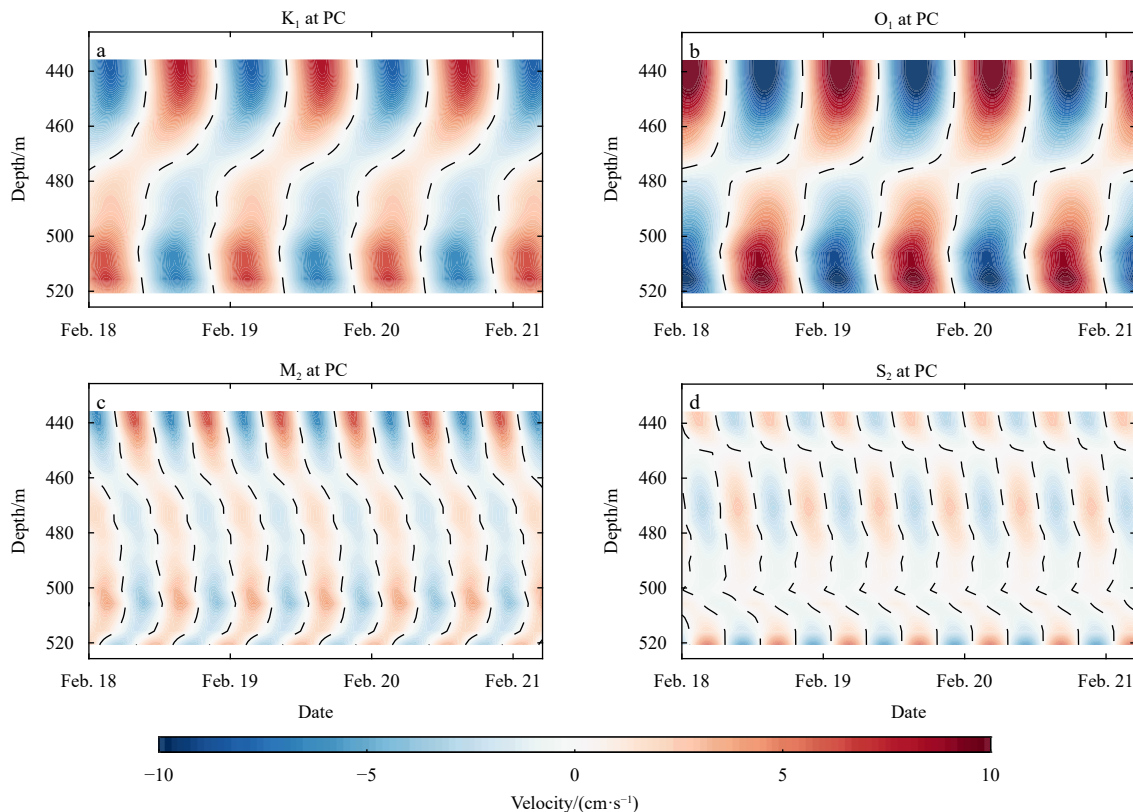 K₁ at PC
O₁ at PC
a
b
Depth/m
440
460
480
500
520
Feb. 18
Feb. 19
Feb. 20
Feb. 21
Depth/m
440
460
480
500
520
Feb. 18
Feb. 19
Feb. 20
Feb. 21
M₂ at PC
S₂ at PC
c
d
Depth/m
440
460
480
500
520
Feb. 18
Feb. 19
Feb. 20
Feb. 21
Date
Depth/m
440
460
480
500
520
Feb. 18
Feb. 19
Feb. 20
Feb. 21
Date
−10
−5
0
5
10
Velocity/(cm·s⁻¹)